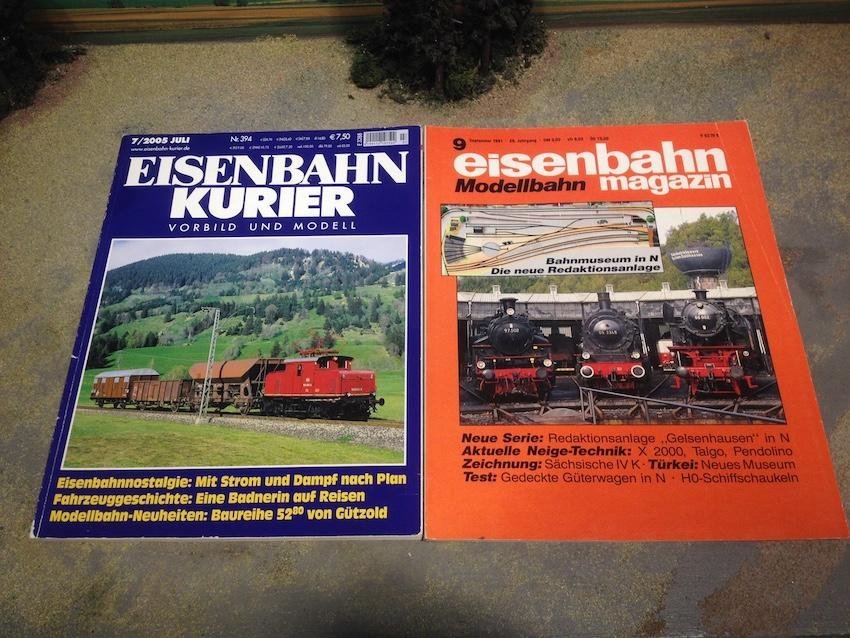 7/2005 JULI
www.eisenbahn-kurier.de
Nr. 394
€ 7,50
EISENBAHN
KURIER
VORBILD UND MODELL
Eisenbahnnostalgie: Mit Strom und Dampf nach Plan
Fahrzeuggeschichte: Eine Badnerin auf Reisen
Modellbahn-Neuheiten: Baureihe 52⁸⁰ von Gützold
9 September 1991
eisenbahn
Modellbahn magazin
Bahnmuseum in N
Die neue Redaktionsanlage
Neue Serie: Redaktionsanlage „Gelsenhausen" in N
Aktuelle Neige-Technik: X 2000, Talgo, Pendolino
Zeichnung: Sächsische IV K · Türkei: Neues Museum
Test: Gedeckte Güterwagen in N · H0-Schiffschaukeln